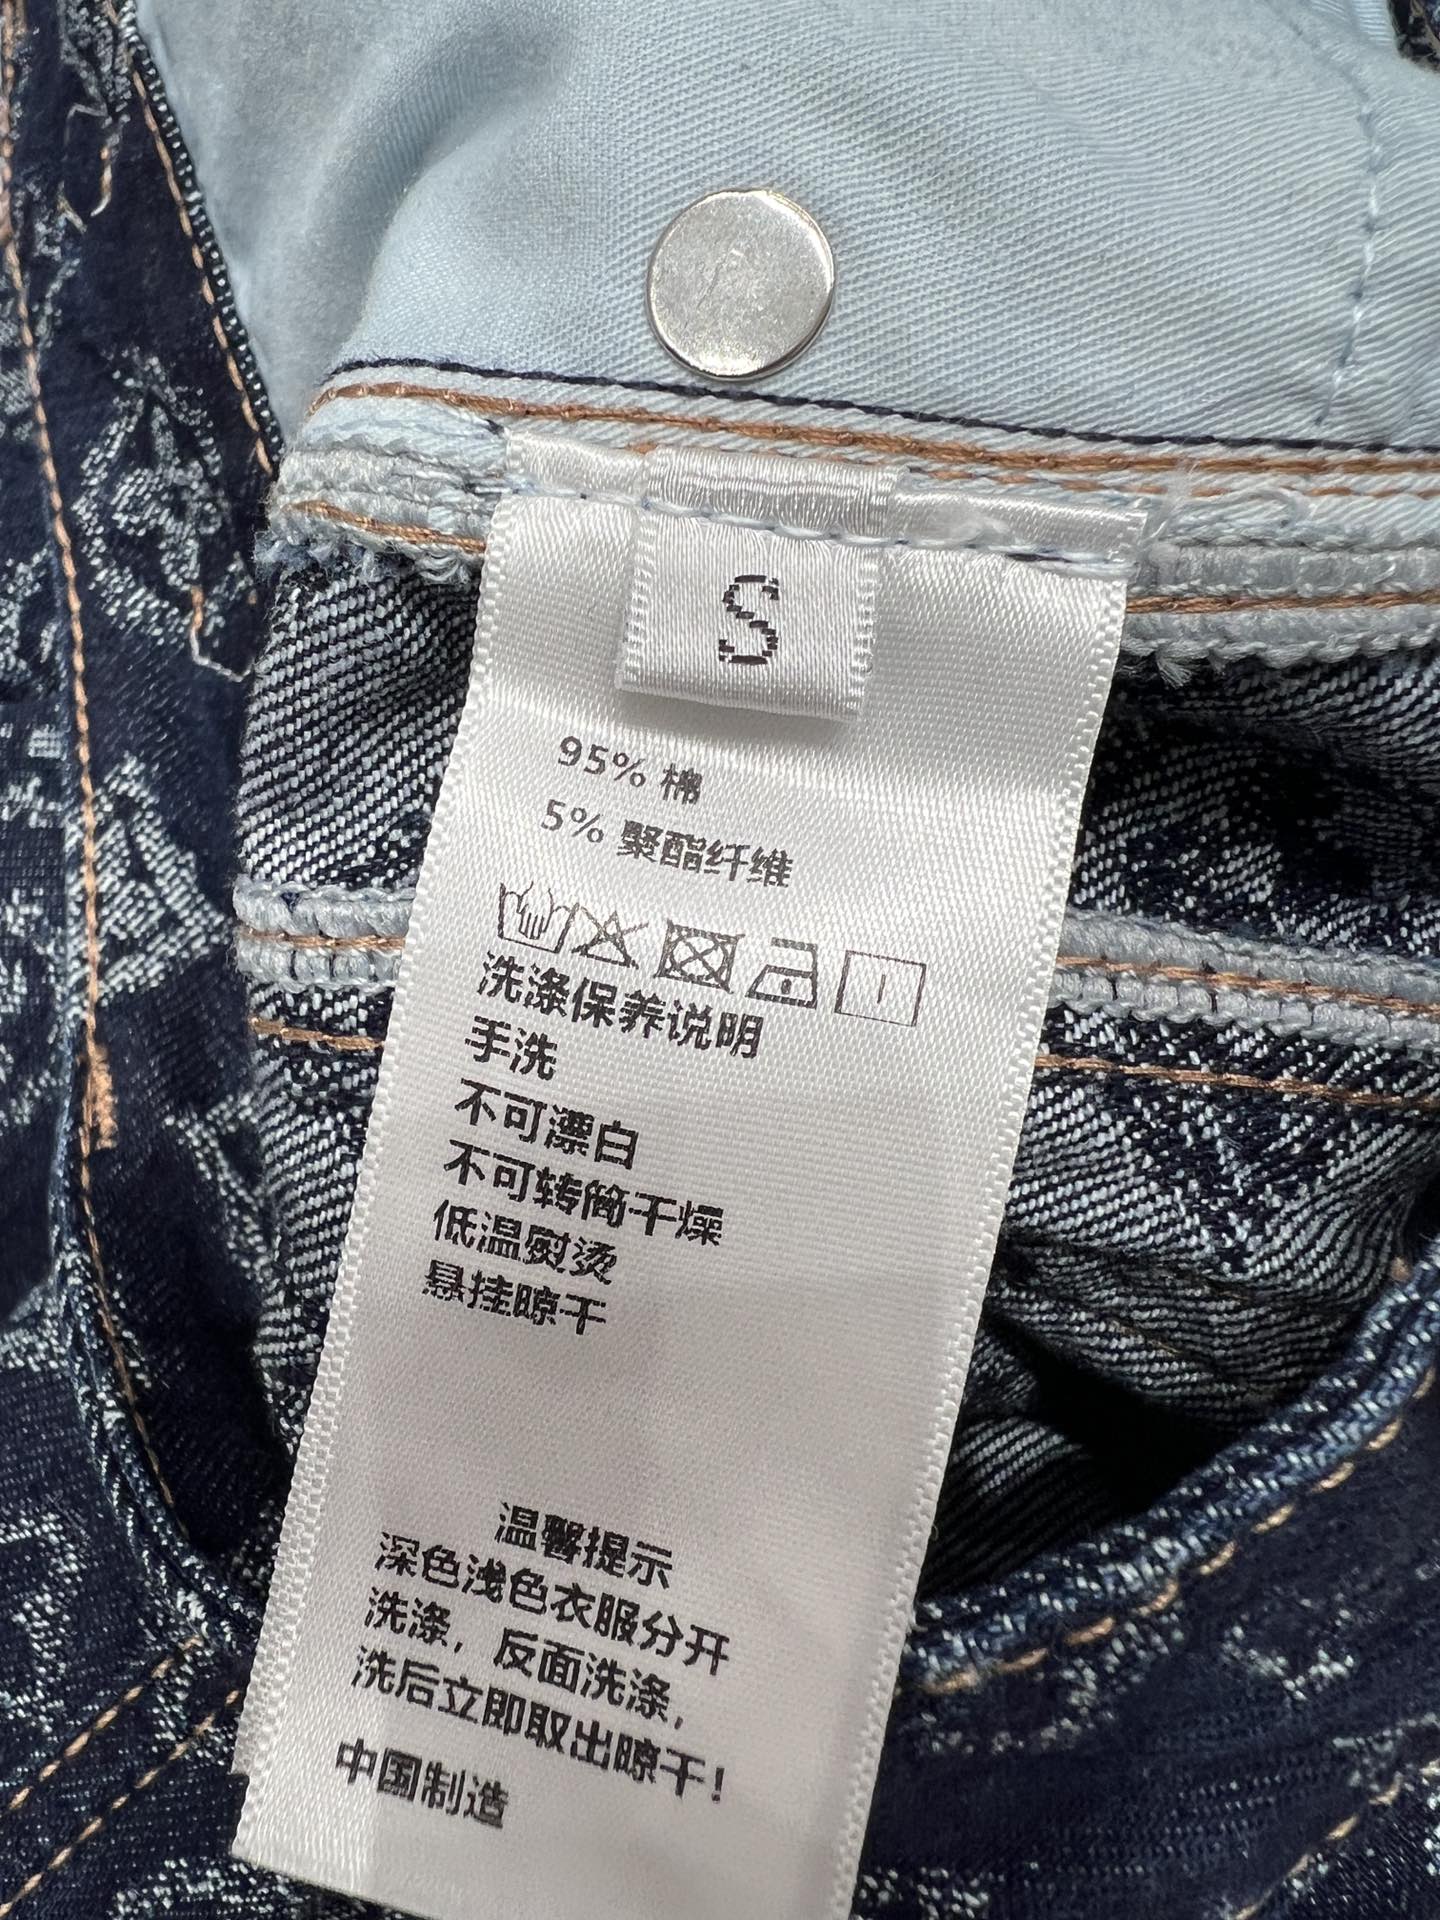 S
95% 棉
5% 聚酯纤维
洗涤保养说明
手洗
不可漂白
不可转筒干燥
低温熨烫
悬挂晾干
温馨提示
深色浅色衣服分开
洗涤，反面洗涤，
洗后立即取出晾干！
中国制造